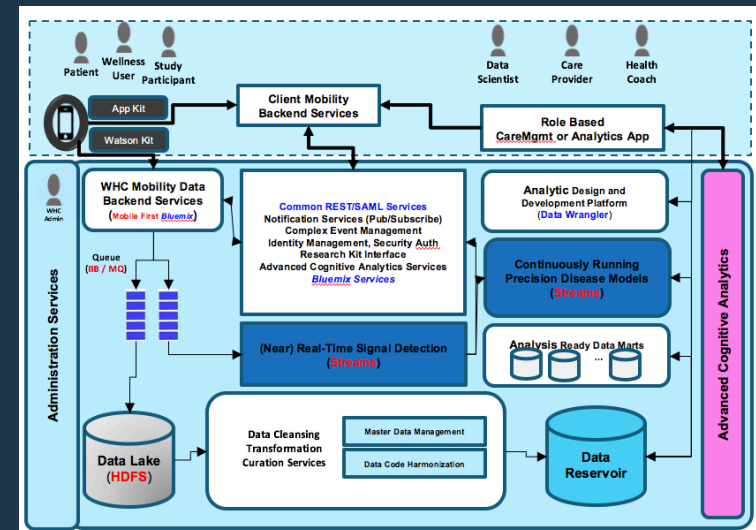 Patient
Wellness
User
Study
Participant
Data
Scientist
Care
Provider
Health
Coach
App Kit
Watson Kit
Client Mobility
Backend Services
Role Based
CareMgmt or Analytics App
WHC
Admin
WHC Mobility Data
Backend Services
(Mobile First Bluemix)
Common REST/SAML Services
Notification Services (Pub/Subscribe)
Complex Event Management
Identity Management, Security Auth
Research Kit Interface
Advanced Cognitive Analytics Services
Bluemix Services
Analytic Design and
Development Platform
(Data Wrangler)
Queue
(IIB / MQ)
Continuously Running
Precision Disease Models
(Streams)
(Near) Real-Time Signal Detection
(Streams)
Analysis Ready Data Marts
...
Administration Services
Advanced Cognitive Analytics
Data Lake
(HDFS)
Data Cleansing
Transformation
Curation Services
Master Data Management
Data Code Harmonization
Data
Reservoir